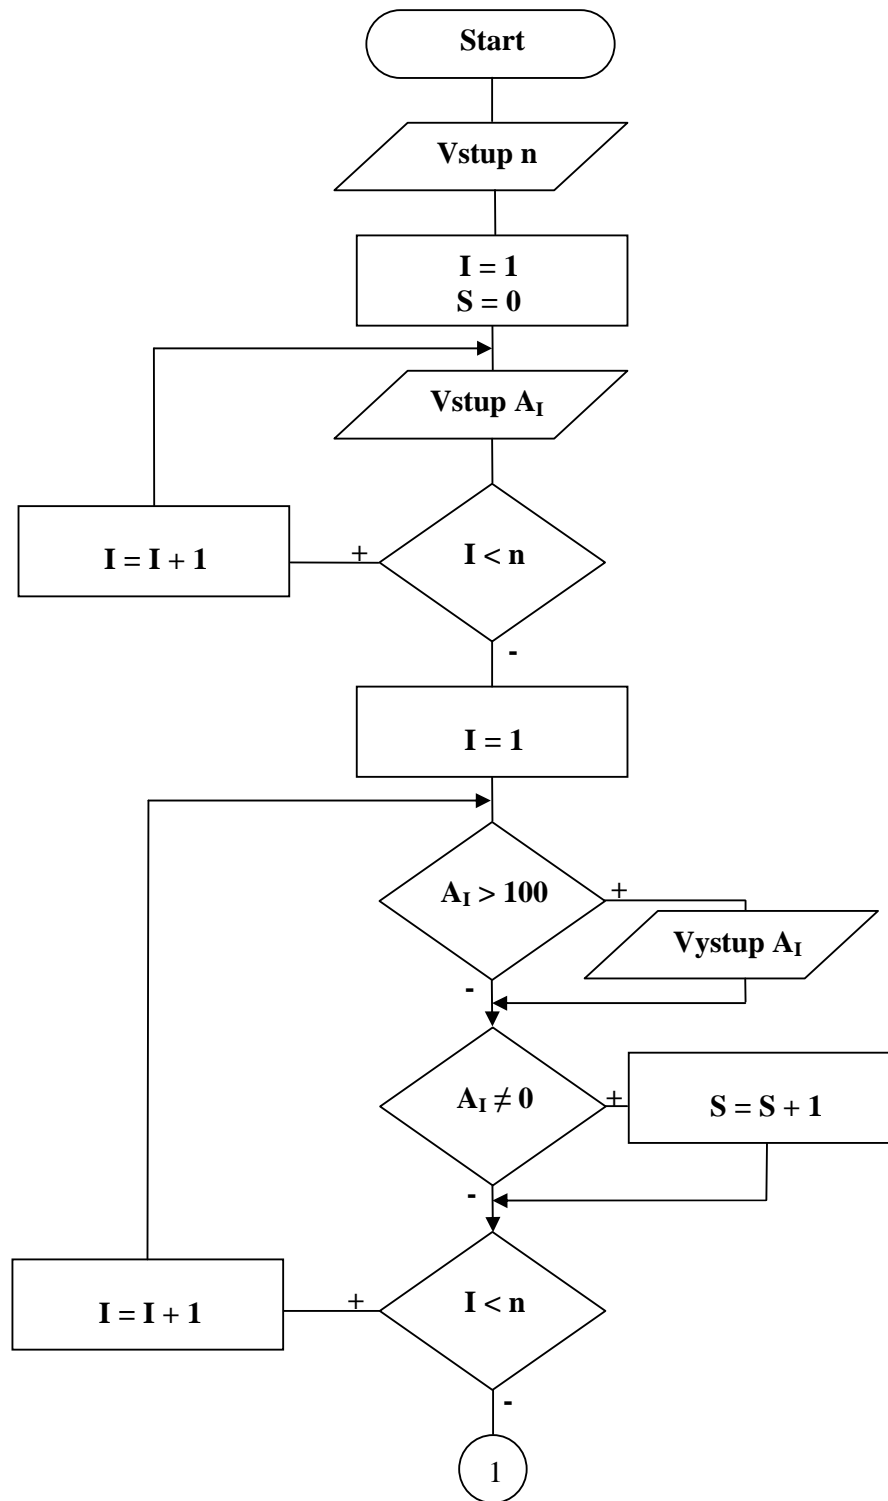 Start
Vstup n
I = 1
S = 0
Vstup A_I
I = I + 1
+
I < n
-
I = 1
A_I > 100
+
Vystup A_I
-
A_I ≠ 0
+
S = S + 1
-
I = I + 1
+
I < n
-
1